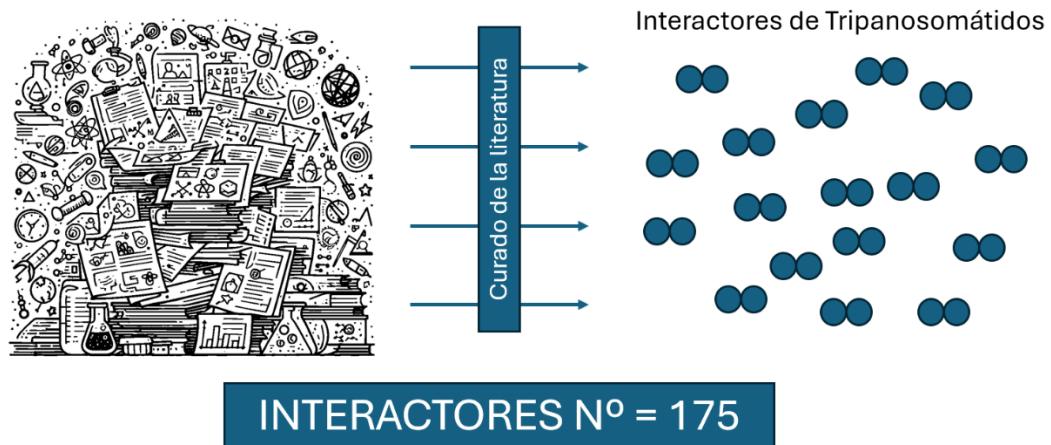 Interactores de Tripanosomátidos
Curado de la literatura
INTERACTORES Nº = 175